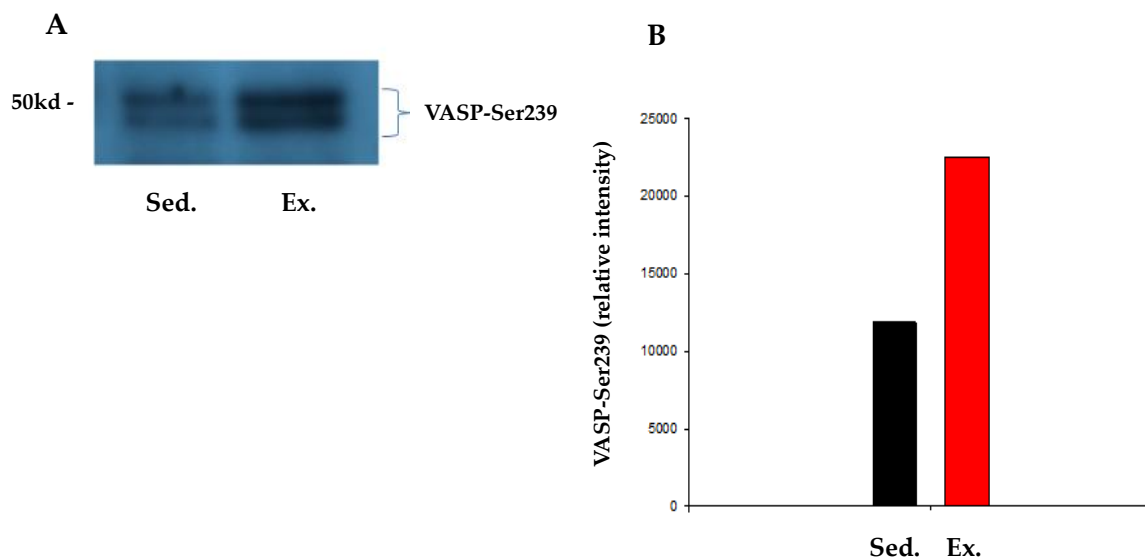 A
50kd -
VASP-Ser239
Sed. Ex.
B
VASP-Ser239 (relative intensity)
25000
20000
15000
10000
5000
0
Sed. Ex.